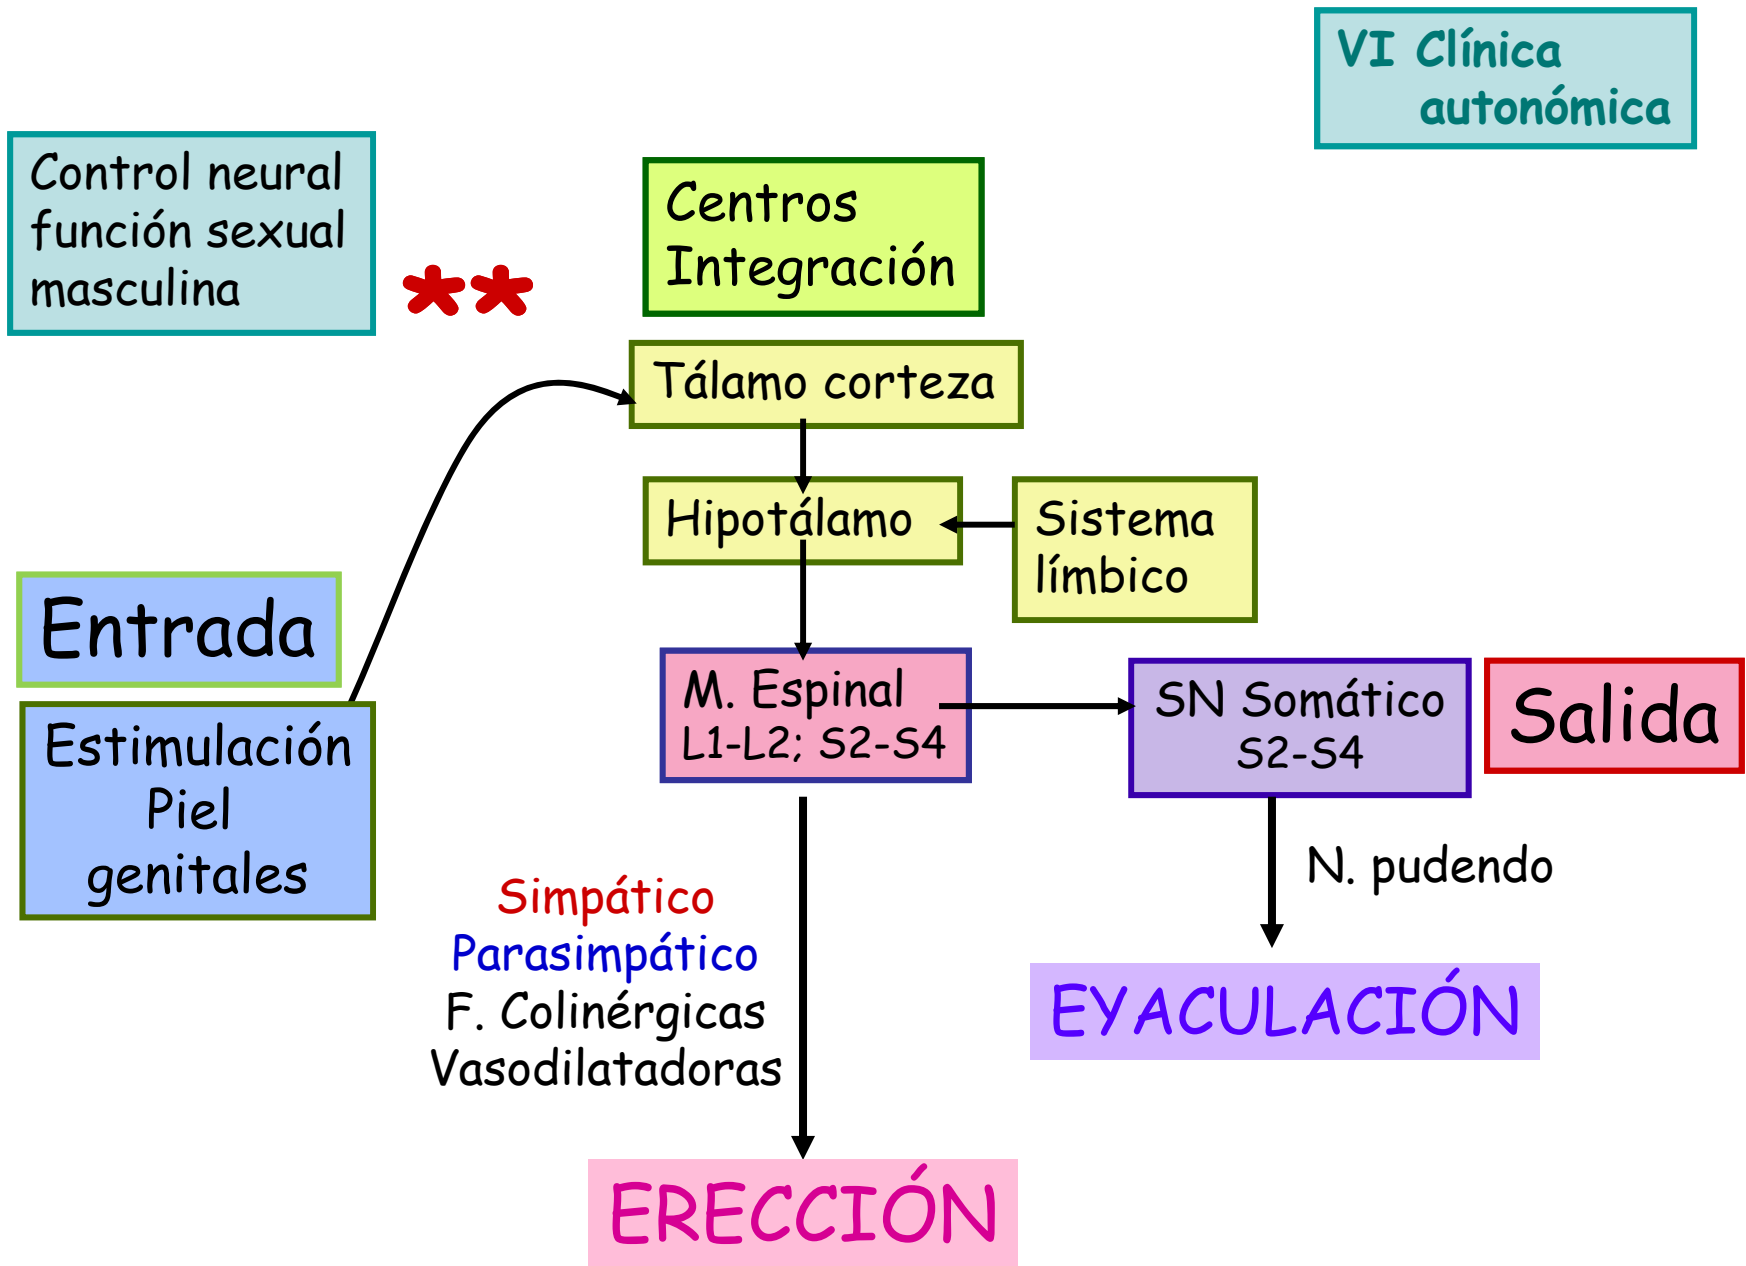 VI Clínica
autonómica
Control neural
función sexual
masculina
**
Centros
Integración
Tálamo corteza
Hipotálamo
Sistema
límbico
Entrada
Estimulación
Piel
genitales
M. Espinal
L1-L2; S2-S4
SN Somático
S2-S4
Salida
N. pudendo
Simpático
Parasimpático
F. Colinérgicas
Vasodilatadoras
EYACULACIÓN
ERECCIÓN